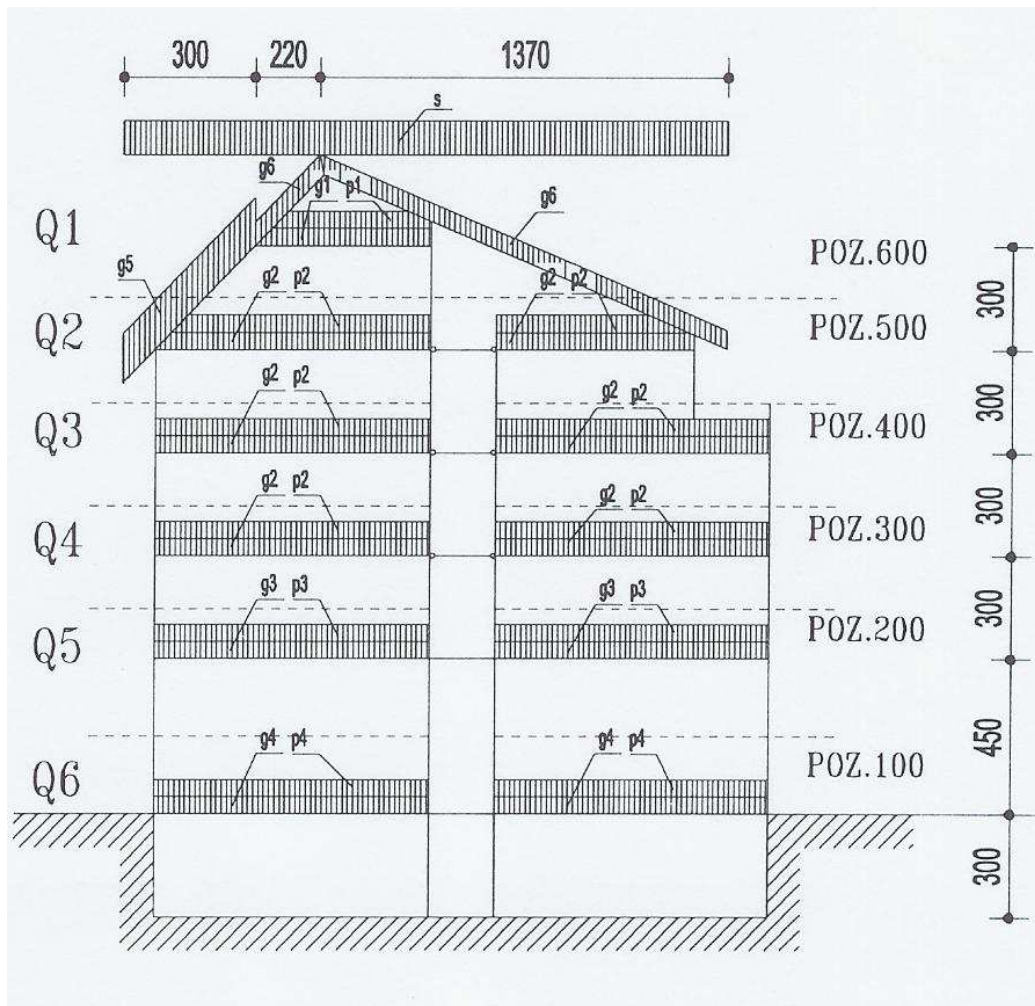 300 220 1370
s
g6
g1 p1
Q1
g6
POZ.600
g5
g2 p2
g2 p2
300
Q2
POZ.500
g2 p2
g2 p2
300
Q3
POZ.400
g2 p2
g2 p2
300
Q4
POZ.300
g3 p3
g3 p3
300
Q5
POZ.200
g4 p4
g4 p4
450
Q6
POZ.100
300